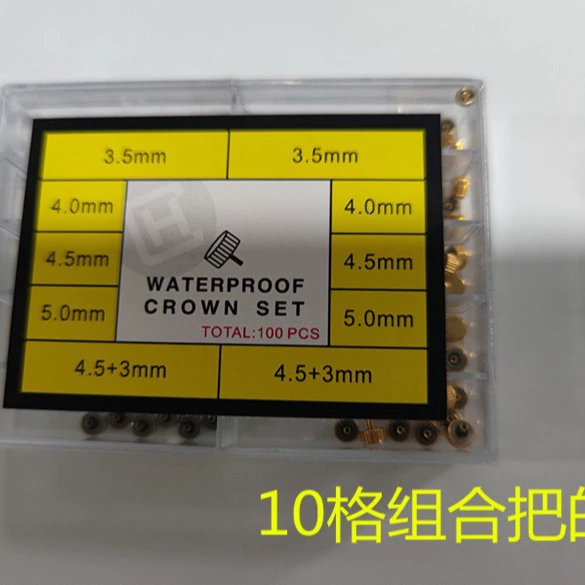 3.5mm 3.5mm
4.0mm 4.0mm
4.5mm 4.5mm
WATERPROOF
CROWN SET
TOTAL:100 PCS
5.0mm 5.0mm
4.5+3mm 4.5+3mm
10格组合把的